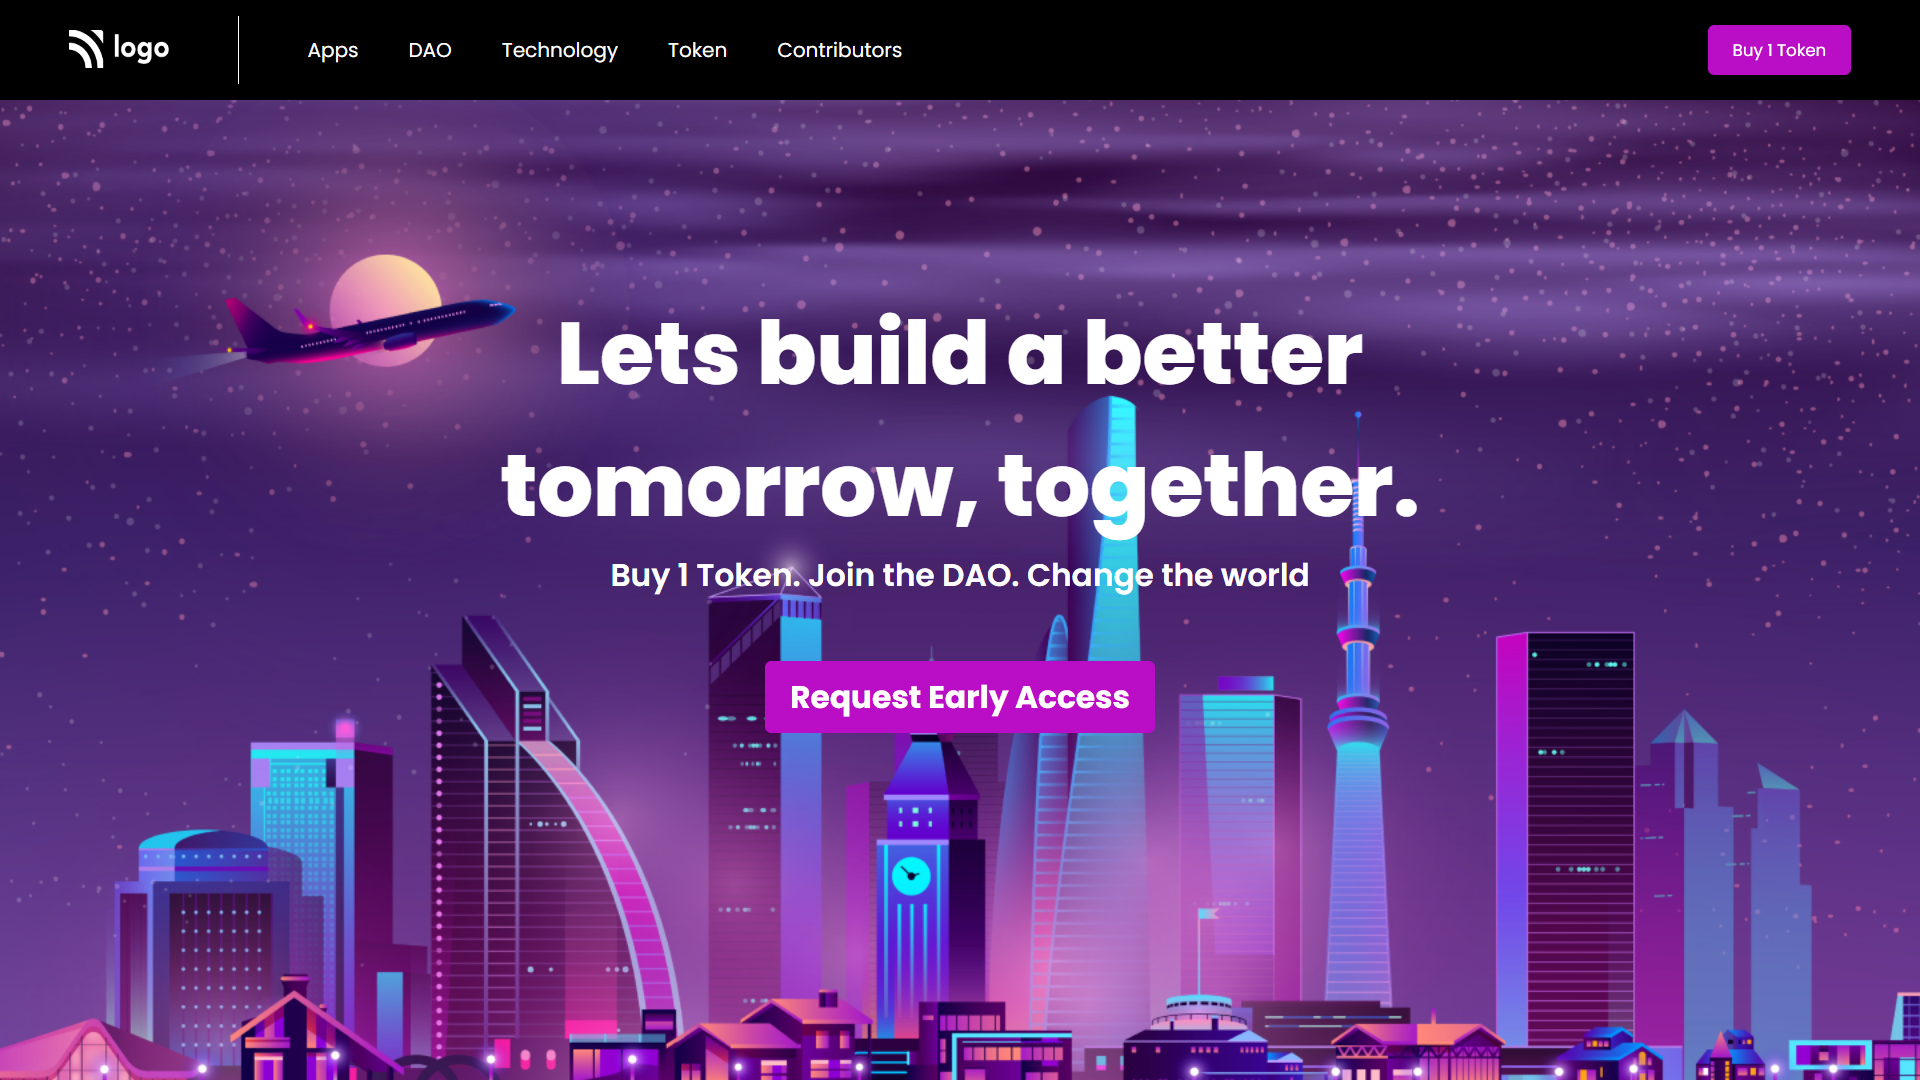 logo
Apps
DAO
Technology
Token
Contributors
Buy 1 Token
Lets build a better
tomorrow, together.
Buy 1 Token. Join the DAO. Change the world
Request Early Access